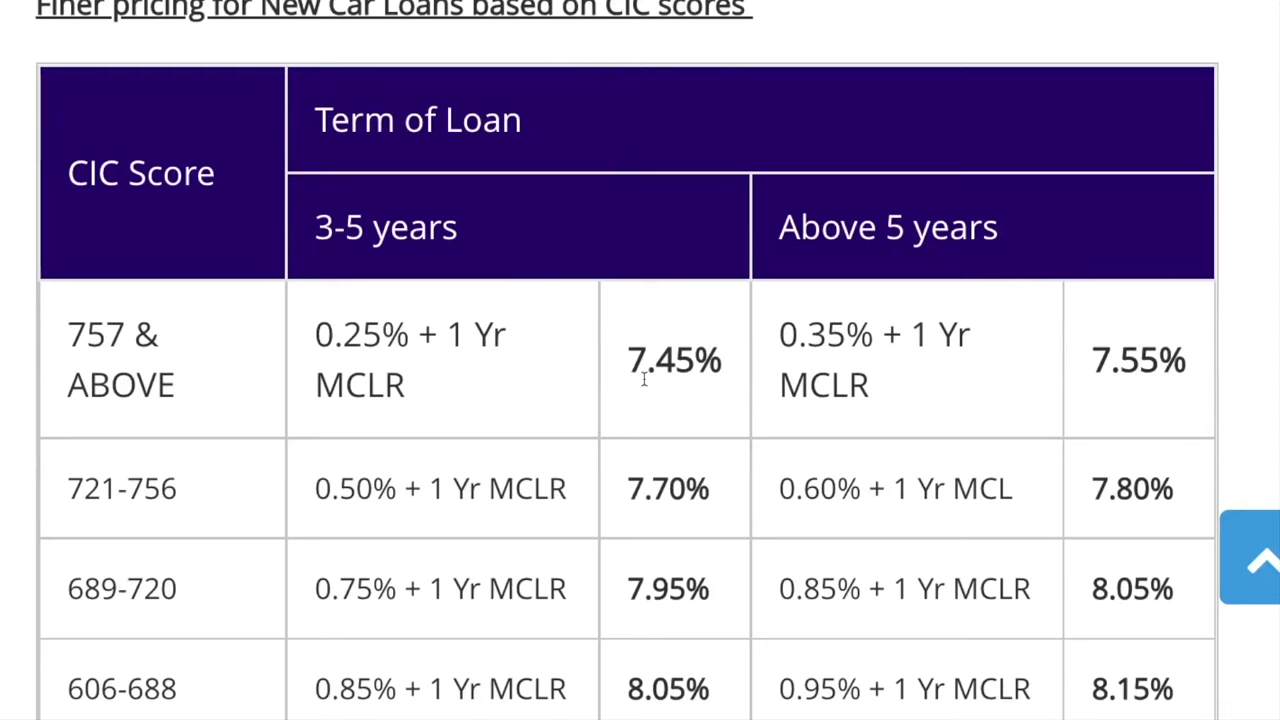 Finer pricing for New Car Loans based on CIC scores
CIC Score
Term of Loan
3-5 years
Above 5 years
757 &
ABOVE
0.25% + 1 Yr
MCLR
7.45%
0.35% + 1 Yr
MCLR
7.55%
721-756
0.50% + 1 Yr MCLR
7.70%
0.60% + 1 Yr MCL
7.80%
689-720
0.75% + 1 Yr MCLR
7.95%
0.85% + 1 Yr MCLR
8.05%
606-688
0.85% + 1 Yr MCLR
8.05%
0.95% + 1 Yr MCLR
8.15%